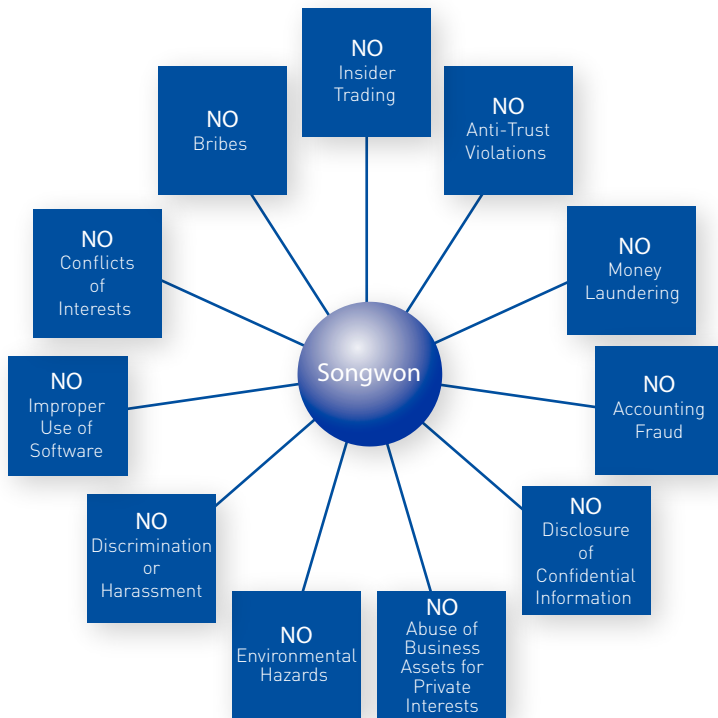 NO
Insider
Trading
NO
Anti-Trust
Violations
NO
Money
Laundering
NO
Accounting
Fraud
NO
Disclosure
of
Confidential
Information
NO
Abuse of
Business
Assets for
Private
Interests
NO
Environmental
Hazards
NO
Discrimination
or
Harassment
NO
Improper
Use of
Software
NO
Conflicts
of
Interests
NO
Bribes
Songwon